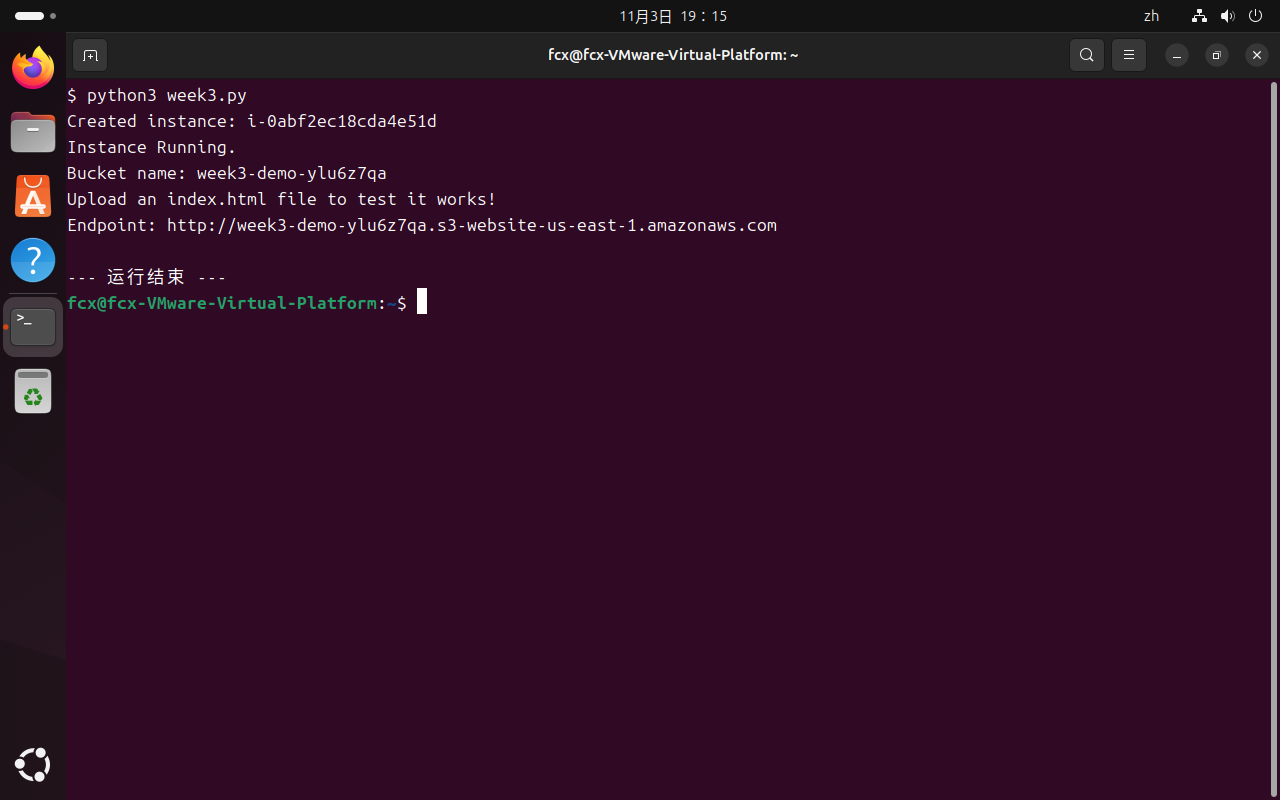 11月3日 19：15
zh
fcx@fcx-VMware-Virtual-Platform: ~
$ python3 week3.py
Created instance: i-0abf2ec18cda4e51d
Instance Running.
Bucket name: week3-demo-ylu6z7qa
Upload an index.html file to test it works!
Endpoint: http://week3-demo-ylu6z7qa.s3-website-us-east-1.amazonaws.com
--- 运行结束 ---
fcx@fcx-VMware-Virtual-Platform:~$